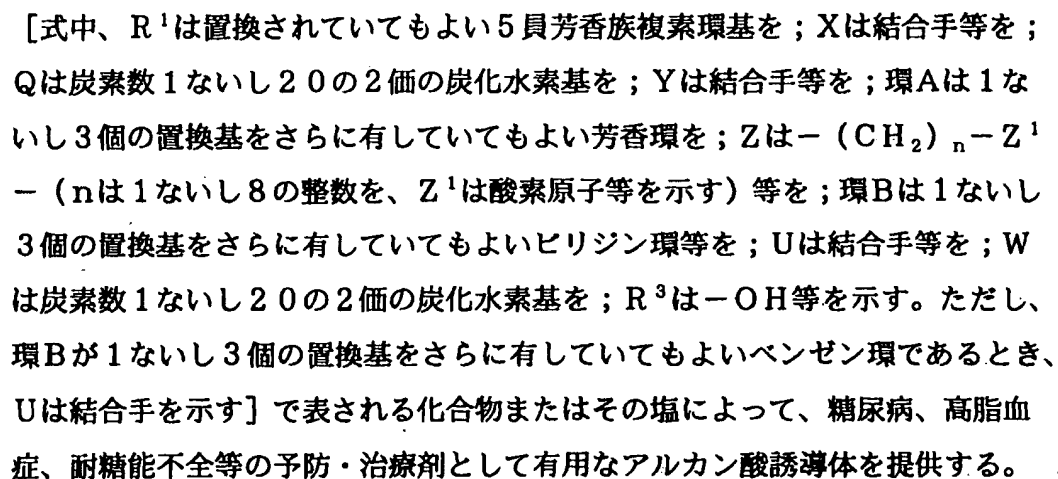 ［式中、R¹は置換されていてもよい5員芳香族複素環基を；Xは結合手等を；
Qは炭素数1ないし20の2価の炭化水素基を；Yは結合手等を；環Aは1な
いし3個の置換基をさらに有していてもよい芳香環を；Zは－（CH₂）ₙ－Z¹
－（nは1ないし8の整数を、Z¹は酸素原子等を示す）等を；環Bは1ないし
3個の置換基をさらに有していてもよいピリジン環等を；Uは結合手等を；W
は炭素数1ないし20の2価の炭化水素基を；R³は－OH等を示す。ただし、
環Bが1ないし3個の置換基をさらに有していてもよいベンゼン環であるとき、
Uは結合手を示す］で表される化合物またはその塩によって、糖尿病、高脂血
症、耐糖能不全等の予防・治療剤として有用なアルカン酸誘導体を提供する。